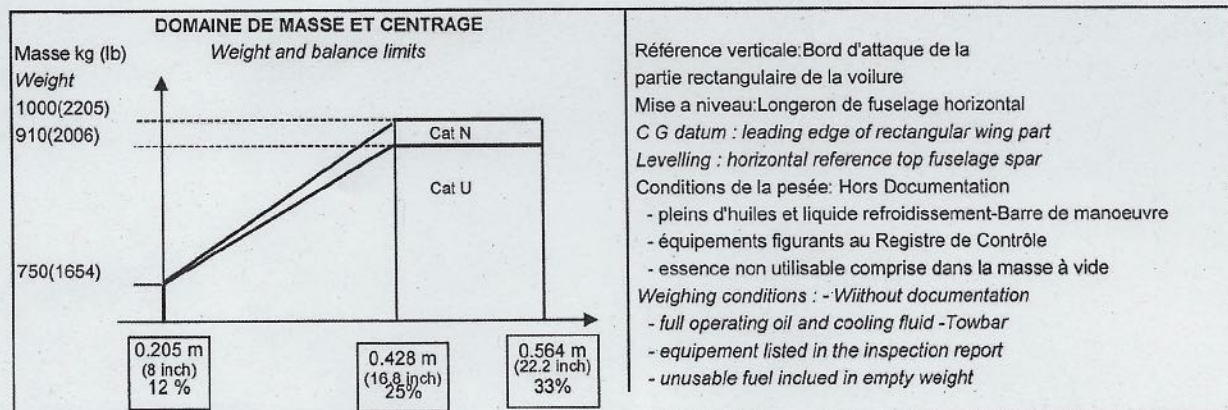 DOMAINE DE MASSE ET CENTRAGE
Masse kg (lb)
Weight and balance limits
Weight
1000(2205)
910(2006)
Cat N
Cat U
750(1654)
0.205 m
(8 inch)
12 %
0.428 m
(16.8 inch)
25%
0.564 m
(22.2 inch)
33%
Référence verticale:Bord d'attaque de la
partie rectangulaire de la voilure
Mise a niveau:Longeron de fuselage horizontal
C G datum : leading edge of rectangular wing part
Levelling : horizontal reference top fuselage spar
Conditions de la pesée: Hors Documentation
- pleins d'huiles et liquide refroidissement-Barre de manoeuvre
- équipements figurants au Registre de Contrôle
- essence non utilisable comprise dans la masse à vide
Weighing conditions : - Wiithout documentation
- full operating oil and cooling fluid -Towbar
- equipement listed in the inspection report
- unusable fuel inclued in empty weight